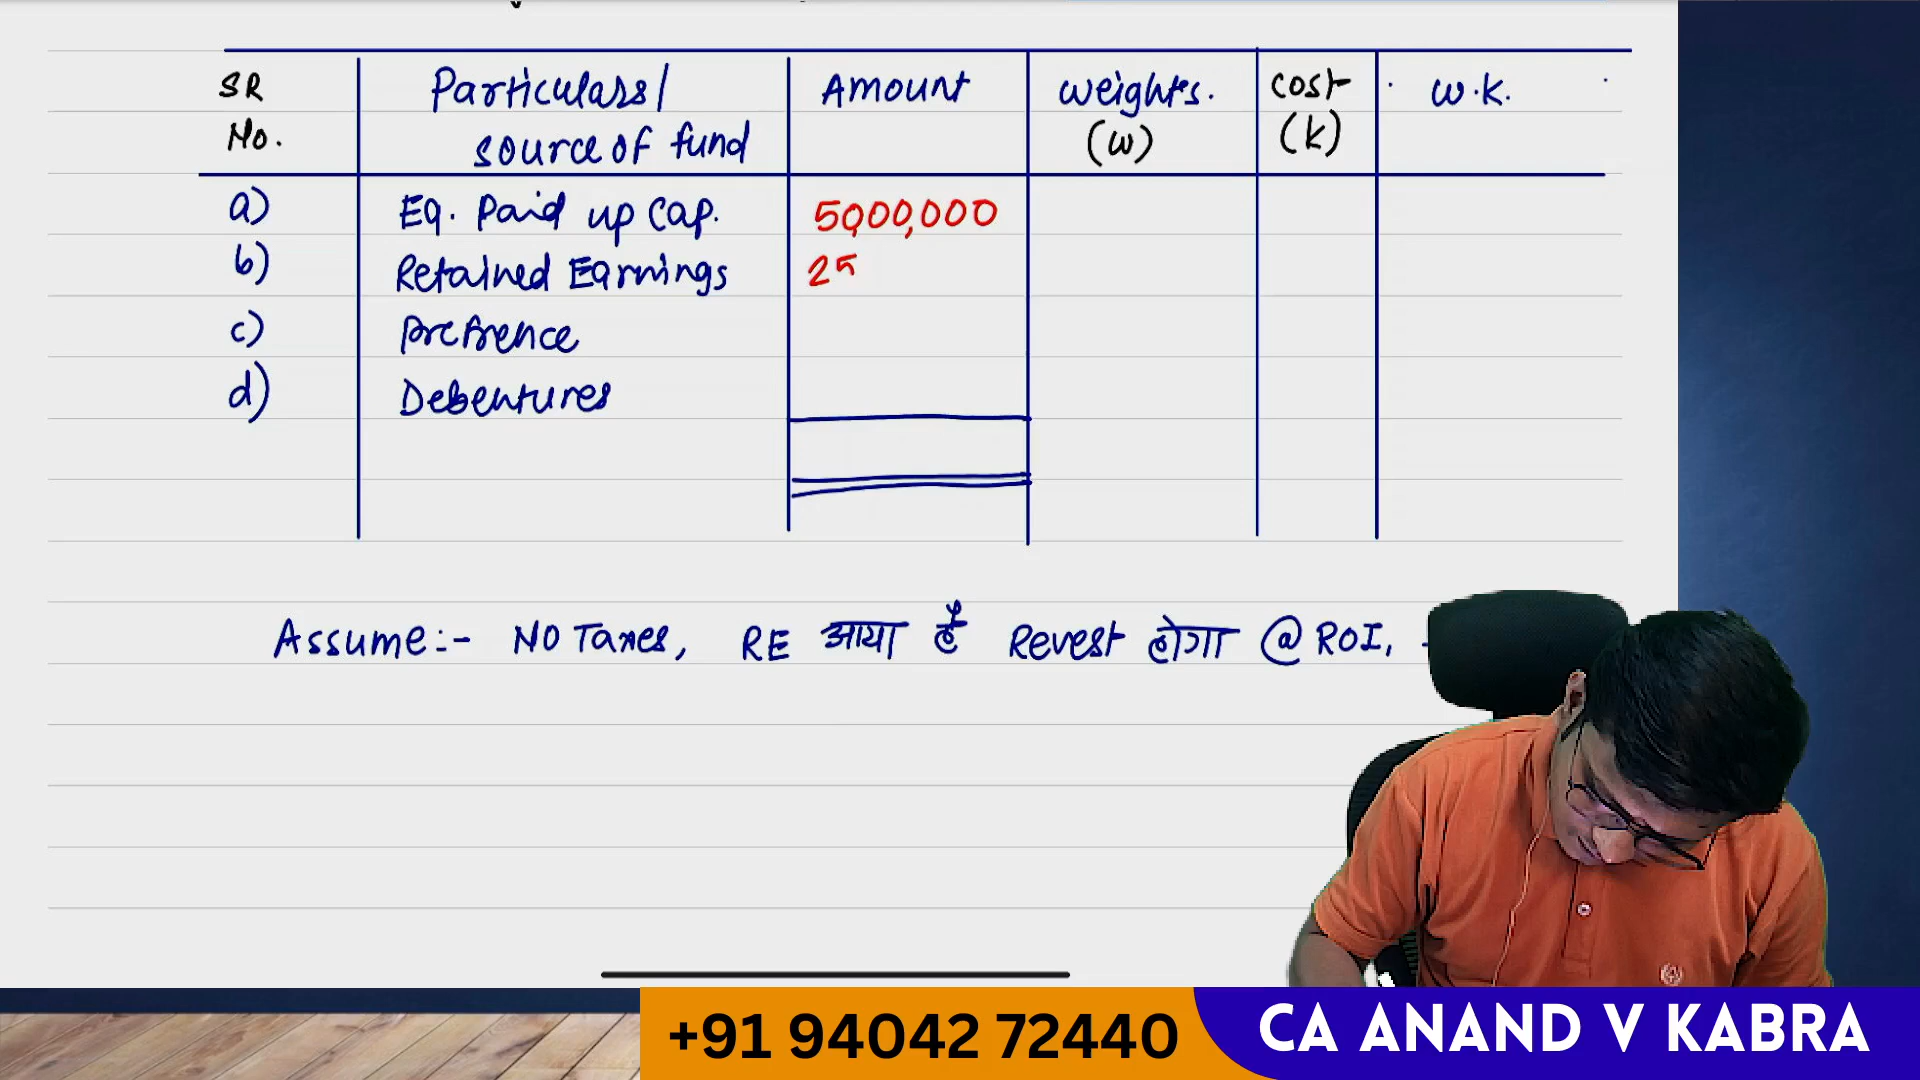 SR No. | Particulars/ source of fund | Amount | Weights. (w) | cost (k) | w.k.
a) Eq. Paid up Cap. 5000,000
b) Retained Earnings 25
c) Prefrence
d) Debentures
Assume:- No Taxes, RE आया है Revest होगा @ ROI,
+91 94042 72440
CA ANAND V KABRA